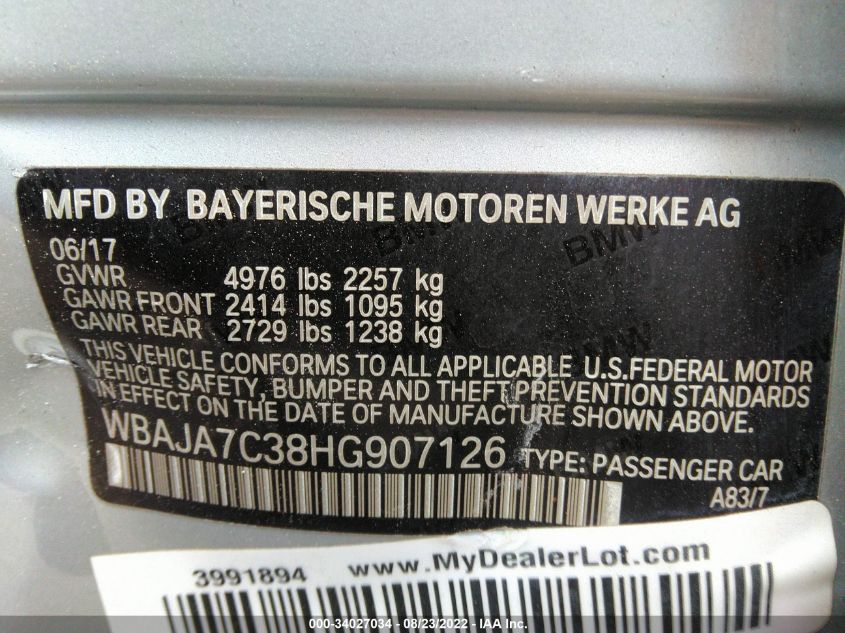 MFD BY BAYERISCHE MOTOREN WERKE AG
06/17
GVWR 4976 lbs 2257 kg
GAWR FRONT 2414 lbs 1095 kg
GAWR REAR 2729 lbs 1238 kg
THIS VEHICLE CONFORMS TO ALL APPLICABLE U.S.FEDERAL MOTOR
VEHICLE SAFETY, BUMPER AND THEFT PREVENTION STANDARDS
IN EFFECT ON THE DATE OF MANUFACTURE SHOWN ABOVE.
WBAJA7C38HG907126 TYPE: PASSENGER CAR
A83/7
BMW
BMW
3991894 www.MyDealerLot.com
000-34027034 - 08/23/2022 - IAA Inc.